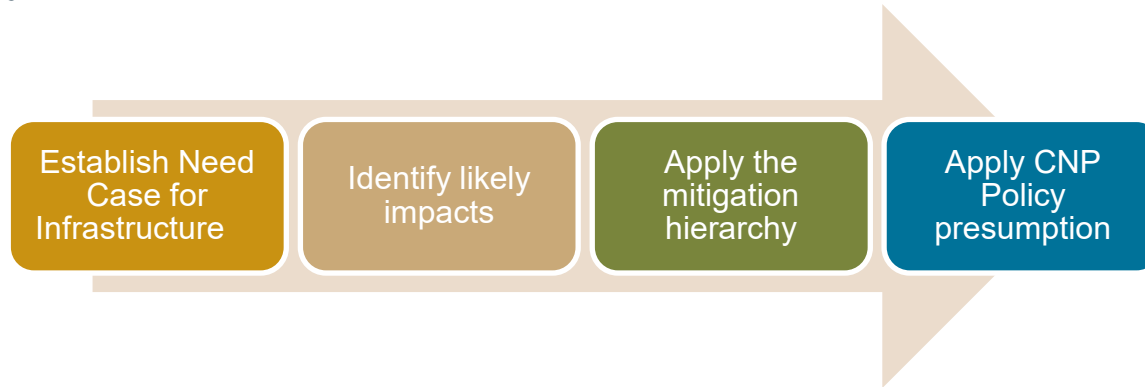 Establish Need
Case for
Infrastructure
Identify likely
impacts
Apply the
mitigation
hierarchy
Apply CNP
Policy
presumption